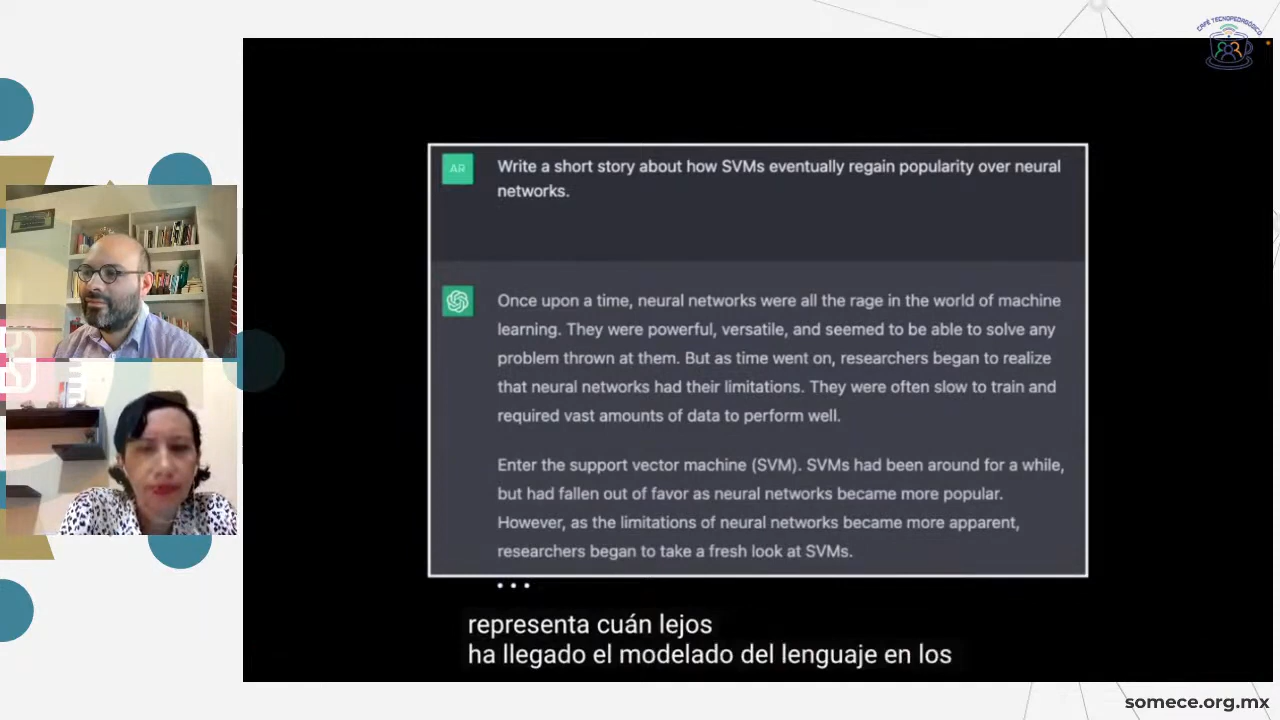 CAFÉ TECNOPEDAGÓGICO
AR
Write a short story about how SVMs eventually regain popularity over neural
networks.
Once upon a time, neural networks were all the rage in the world of machine
learning. They were powerful, versatile, and seemed to be able to solve any
problem thrown at them. But as time went on, researchers began to realize
that neural networks had their limitations. They were often slow to train and
required vast amounts of data to perform well.
Enter the support vector machine (SVM). SVMs had been around for a while,
but had fallen out of favor as neural networks became more popular.
However, as the limitations of neural networks became more apparent,
researchers began to take a fresh look at SVMs.
...
representa cuán lejos
ha llegado el modelado del lenguaje en los
somece.org.mx